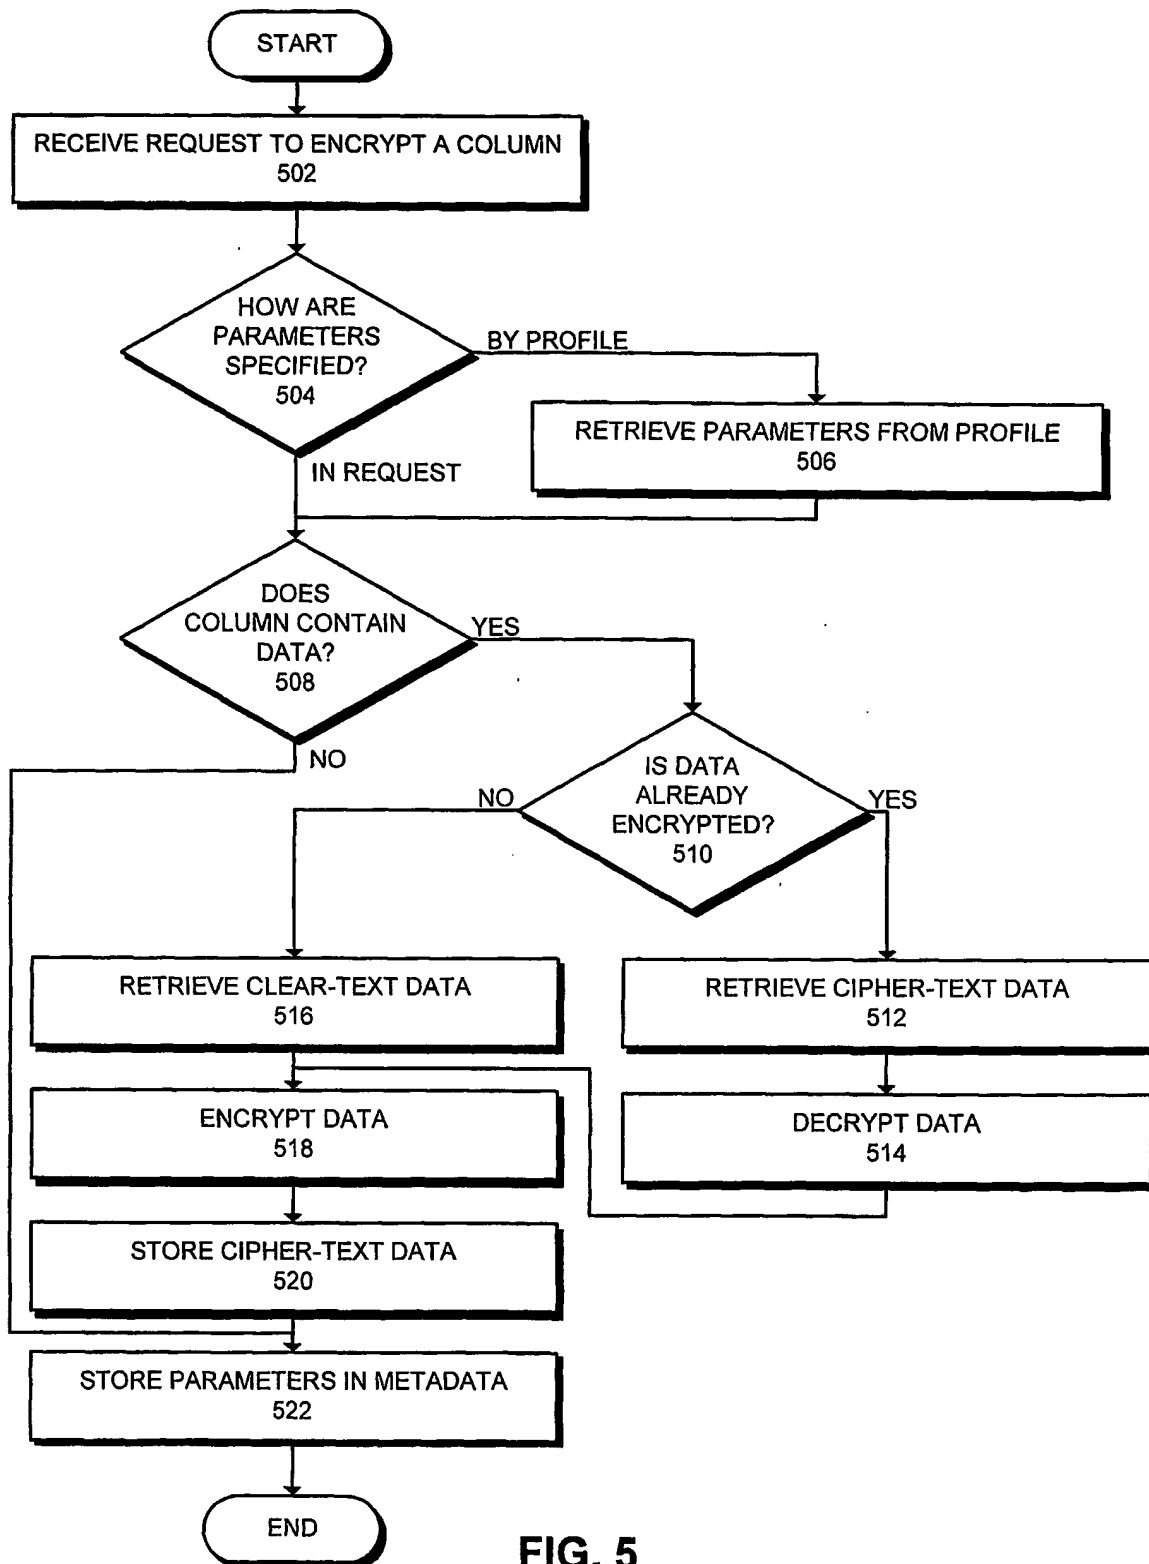 START
RECEIVE REQUEST TO ENCRYPT A COLUMN
502
HOW ARE
PARAMETERS
SPECIFIED?
504
BY PROFILE
RETRIEVE PARAMETERS FROM PROFILE
506
IN REQUEST
DOES
COLUMN CONTAIN
DATA?
508
YES
NO
IS DATA
ALREADY
ENCRYPTED?
510
NO
YES
RETRIEVE CLEAR-TEXT DATA
516
RETRIEVE CIPHER-TEXT DATA
512
ENCRYPT DATA
518
DECRYPT DATA
514
STORE CIPHER-TEXT DATA
520
STORE PARAMETERS IN METADATA
522
END
FIG. 5